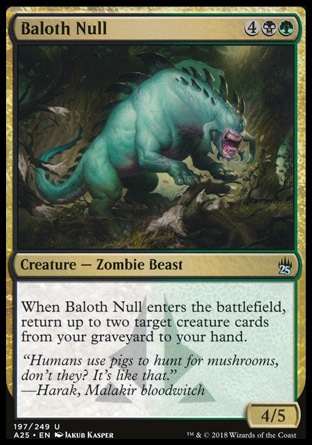 Baloth Null 4
Creature — Zombie Beast 25
When Baloth Null enters the battlefield,
return up to two target creature cards
from your graveyard to your hand.
“Humans use pigs to hunt for mushrooms,
don’t they? It’s like that.”
—Harak, Malakir bloodwitch
4/5
197/249 U
A25 • EN Jakub Kasper ™ & © 2018 Wizards of the Coast